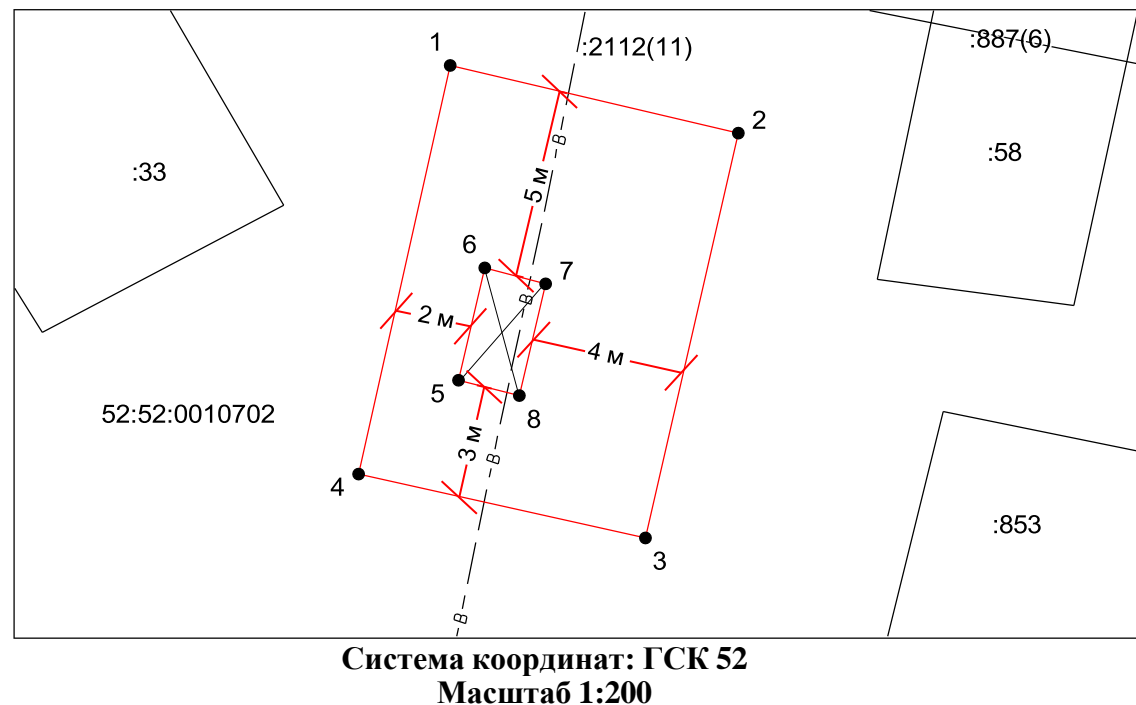 1
:2112(11)
:887(6)
2
В
:58
:33
5 м
6
7
В
2 м
4 м
5
8
52:52:0010702
3 м
В
4
:853
3
В
Система координат: ГСК 52
Масштаб 1:200